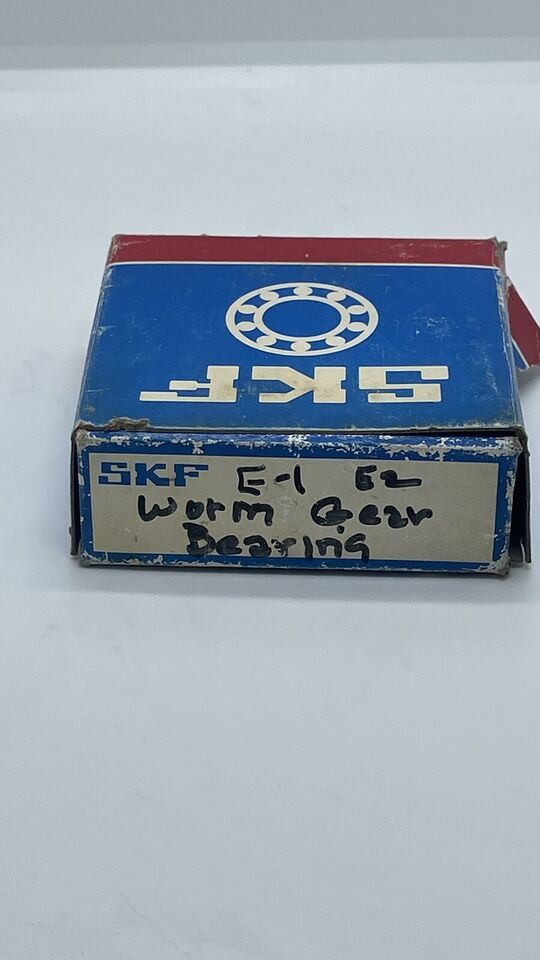 SKF
SKF E-1 E2
Worm Gear
Bearing